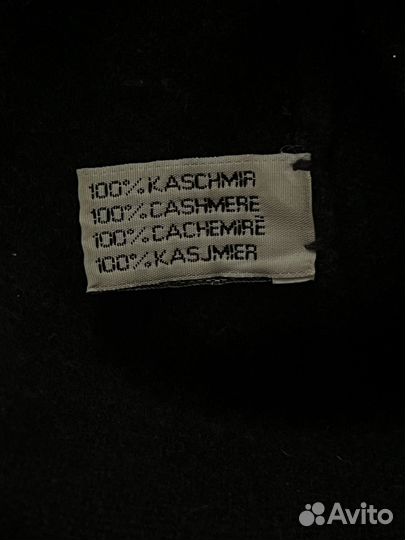 100% KASCHMIR
100% CASHMERE
100% CACHEMIRE
100% KASJMIER
Avito